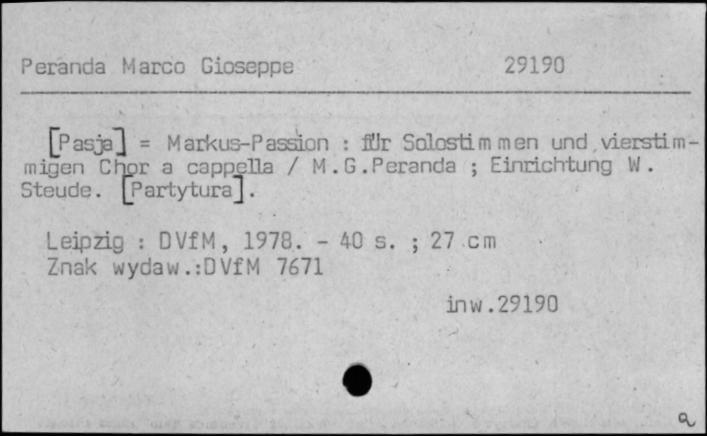 Peranda Marco Gioseppe 29190
[Pasja] = Markus-Passion : für Solostimmen und vierstim-
migen Chor a cappella / M.G.Peranda ; Einrichtung W.
Steude. [Partytura].
Leipzig : DVfM, 1978. - 40 s. ; 27 cm
Znak wydaw.:DVfM 7671
inw.29190